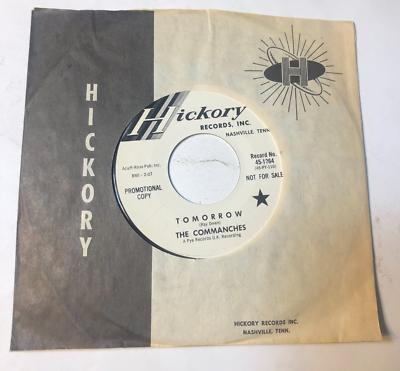 HICKORY
H
Hickory
RECORDS, INC.
NASHVILLE, TENN.
Acuff-Rose Pub. Inc.
BMI - 2:07
PROMOTIONAL
COPY
Record No.
45-1264
NOT FOR SALE
TOMORROW
THE COMMANCHES
A Pye Records U.K. Recording
HICKORY RECORDS INC.
NASHVILLE, TENN.